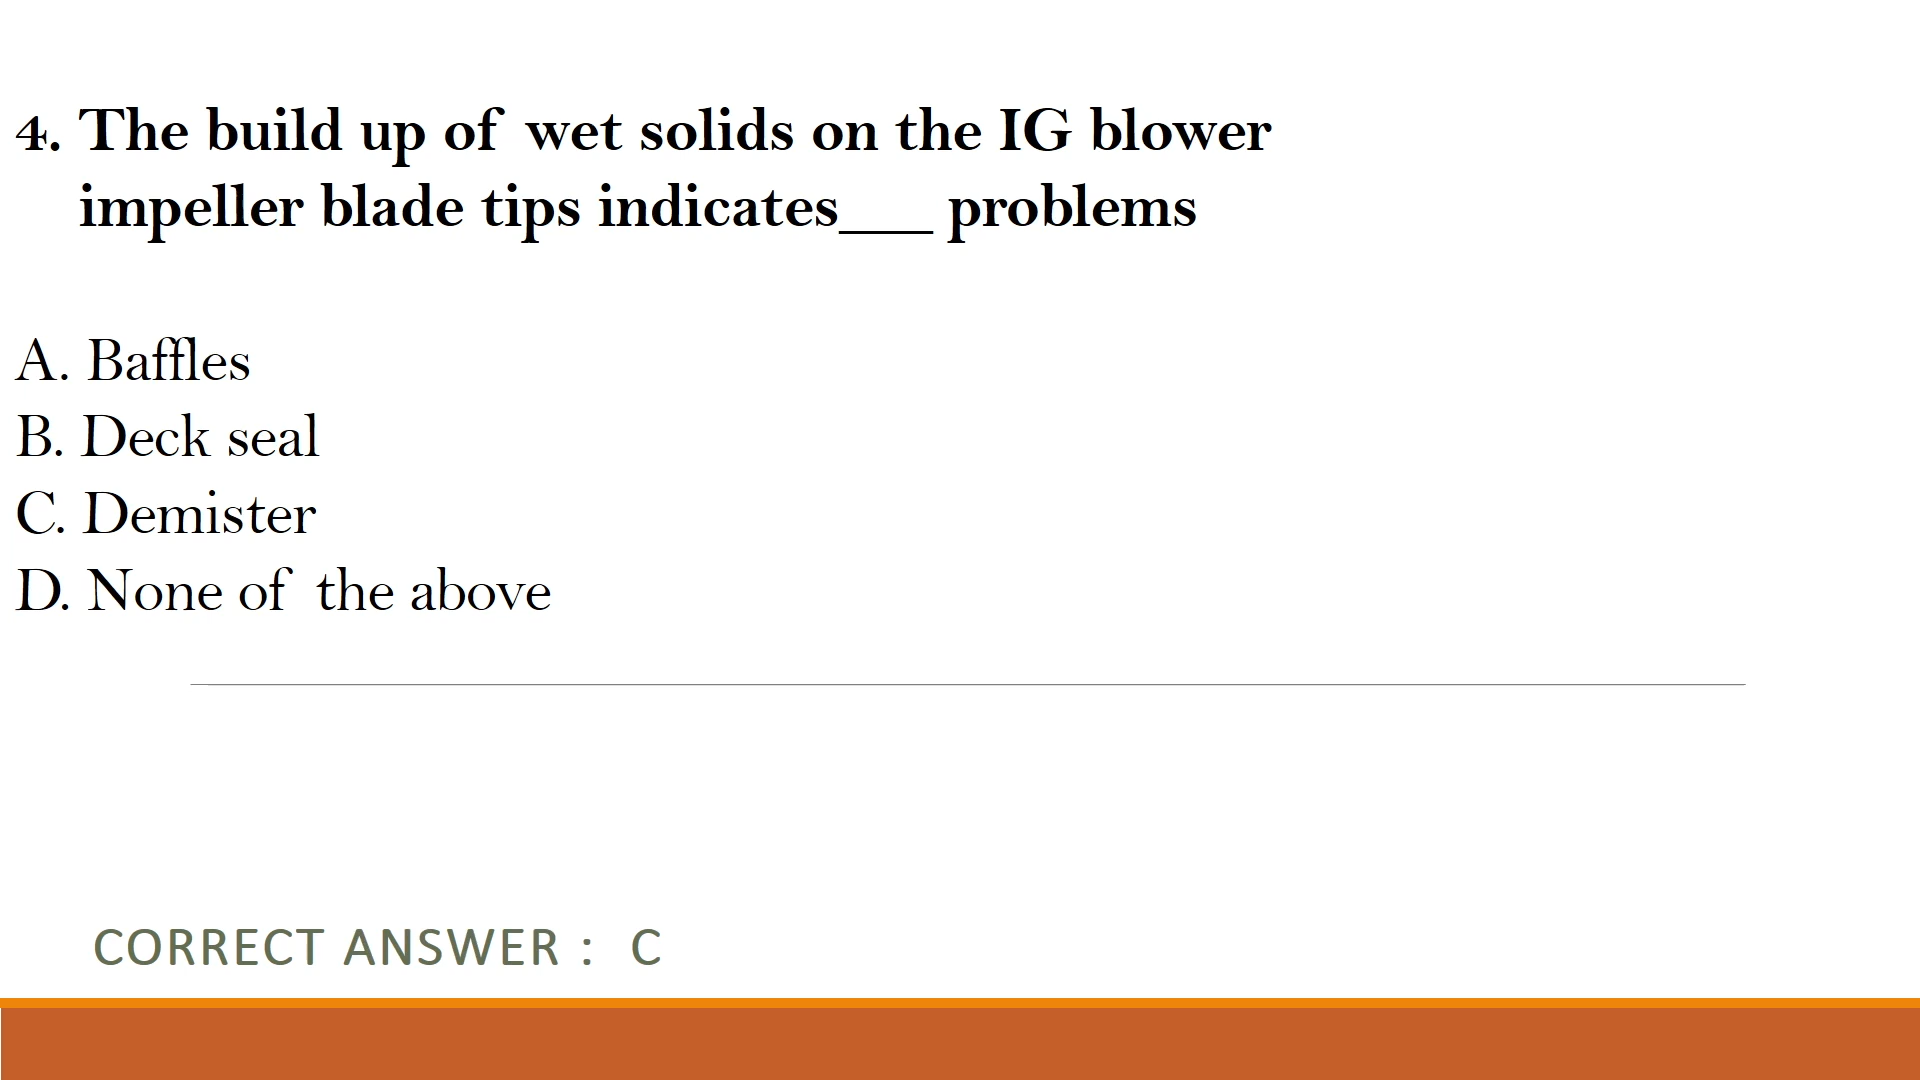 4. The build up of wet solids on the IG blower
impeller blade tips indicates___ problems
A. Baffles
B. Deck seal
C. Demister
D. None of the above
CORRECT ANSWER : C